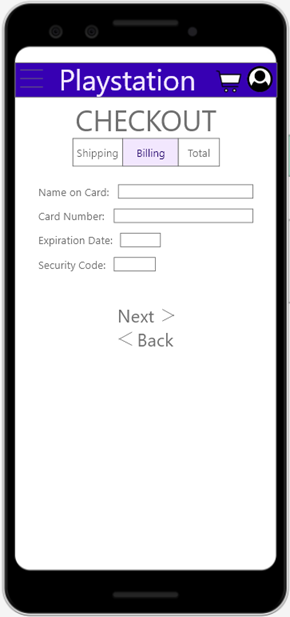 Playstation
CHECKOUT
Shipping Billing Total
Name on Card:
Card Number:
Expiration Date:
Security Code:
Next >
< Back